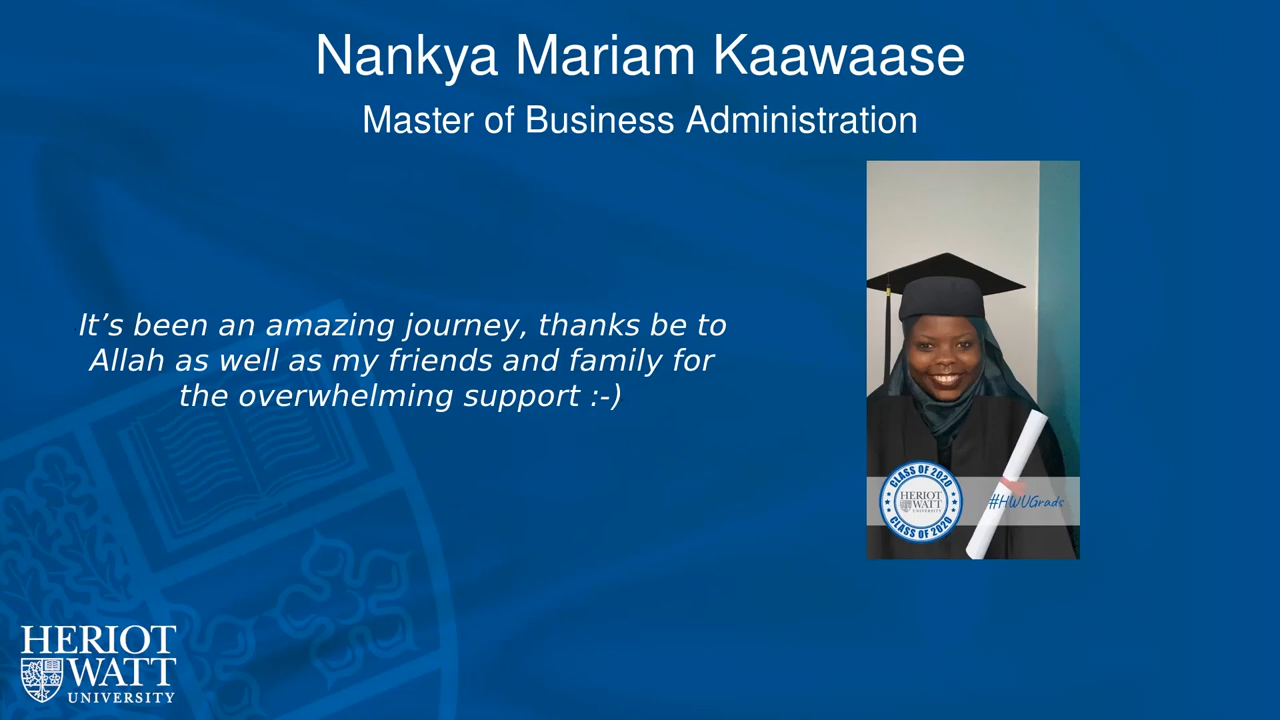 Nankya Mariam Kaawaase
Master of Business Administration
It’s been an amazing journey, thanks be to
Allah as well as my friends and family for
the overwhelming support :-)
CLASS OF 2020
HERIOT
WATT
UNIVERSITY
CLASS OF 2020
#HWUGrads
HERIOT
WATT
UNIVERSITY